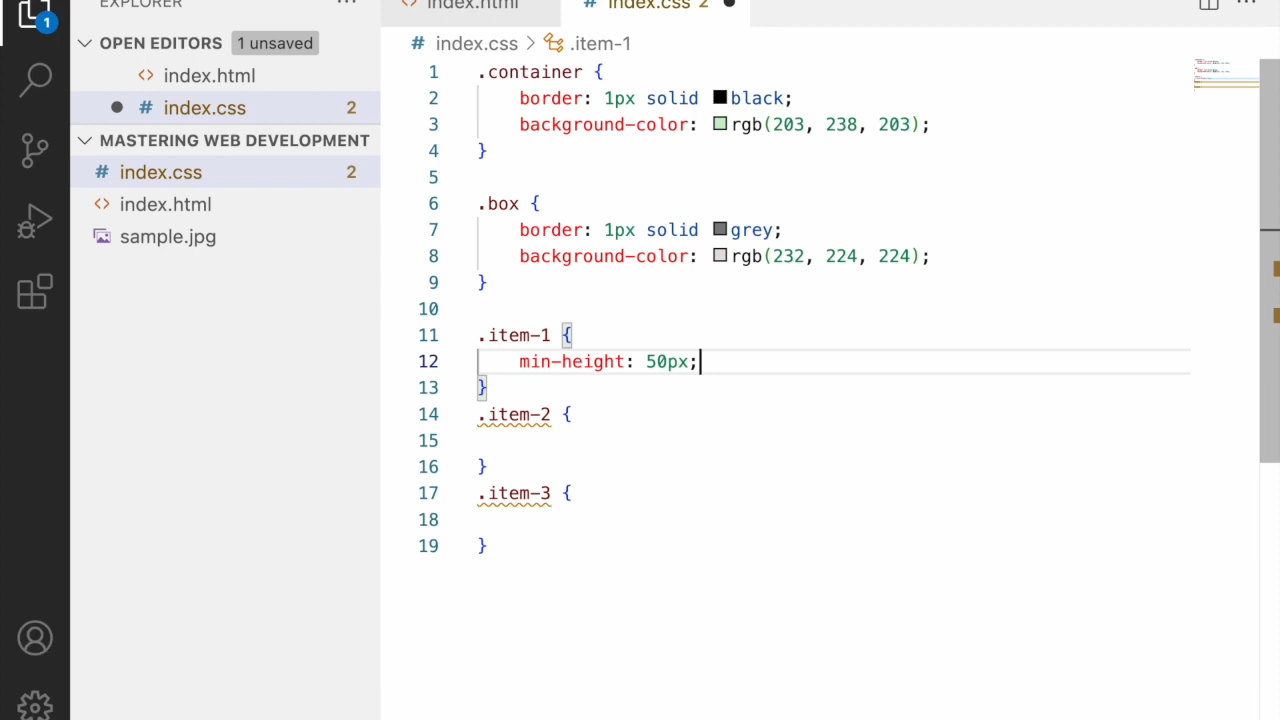 EXPLORER
index.html
index.css 2
1
OPEN EDITORS 1 unsaved
index.html
index.css 2
MASTERING WEB DEVELOPMENT
index.css 2
index.html
sample.jpg
# index.css > .item-1
1 .container {
2 border: 1px solid black;
3 background-color: rgb(203, 238, 203);
4 }
5
6 .box {
7 border: 1px solid grey;
8 background-color: rgb(232, 224, 224);
9 }
10
11 .item-1 {
12 min-height: 50px;
13 }
14 .item-2 {
15
16 }
17 .item-3 {
18
19 }